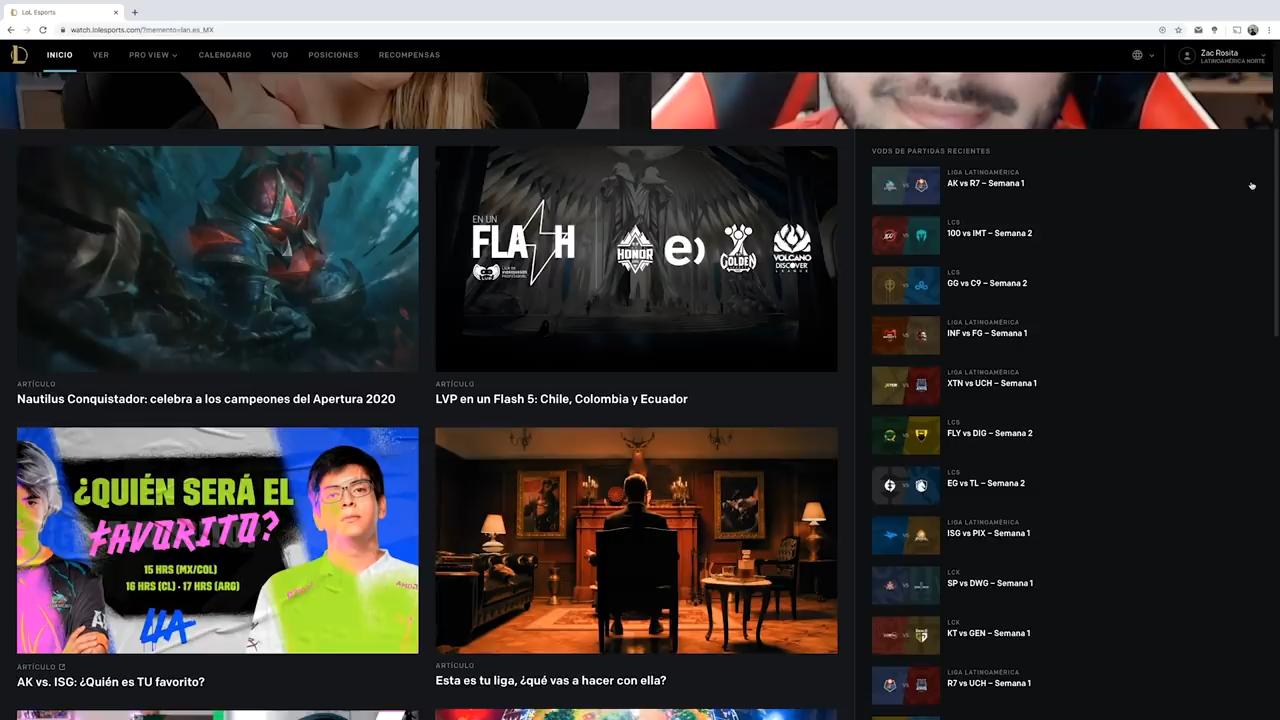 LoL Esports
watch.lolesports.com/?memento=lan.es_MX
INICIO
VER
PRO VIEW
CALENDARIO
VOD
POSICIONES
RECOMPENSAS
Zac Rosita
LATINOAMÉRICA NORTE
EN UN
FLASH
HONOR
e)
GOLDEN
VOLCANO
DISCOVER
LEAGUE
ARTÍCULO
Nautilus Conquistador: celebra a los campeones del Apertura 2020
ARTÍCULO
LVP en un Flash 5: Chile, Colombia y Ecuador
¿QUIÉN SERÁ EL
FAVORITO?
15 HRS (MX/COL)
16 HRS (CL) · 17 HRS (ARG)
LLA
ARTÍCULO
AK vs. ISG: ¿Quién es TU favorito?
ARTÍCULO
Esta es tu liga, ¿qué vas a hacer con ella?
VODS DE PARTIDAS RECIENTES
LIGA LATINOAMÉRICA
AK vs R7 – Semana 1
LCS
100 vs IMT – Semana 2
LCS
GG vs C9 – Semana 2
LIGA LATINOAMÉRICA
INF vs FG – Semana 1
LIGA LATINOAMÉRICA
XTN vs UCH – Semana 1
LCS
FLY vs DIG – Semana 2
LCS
EG vs TL – Semana 2
LIGA LATINOAMÉRICA
ISG vs PIX – Semana 1
LCK
SP vs DWG – Semana 1
LCK
KT vs GEN – Semana 1
LIGA LATINOAMÉRICA
R7 vs UCH – Semana 1